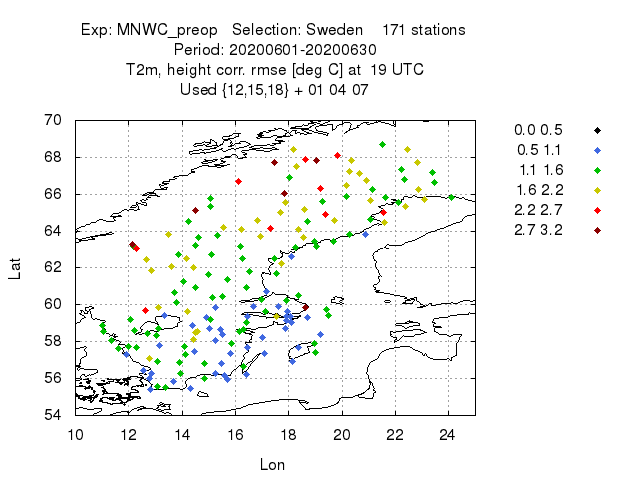 Exp: MNWC_preop Selection: Sweden 171 stations
Period: 20200601-20200630
T2m, height corr. rmse [deg C] at 19 UTC
Used {12,15,18} + 01 04 07
70
68
66
64
62
60
58
56
54
10 12 14 16 18 20 22 24
Lat
Lon
0.0 0.5
0.5 1.1
1.1 1.6
1.6 2.2
2.2 2.7
2.7 3.2